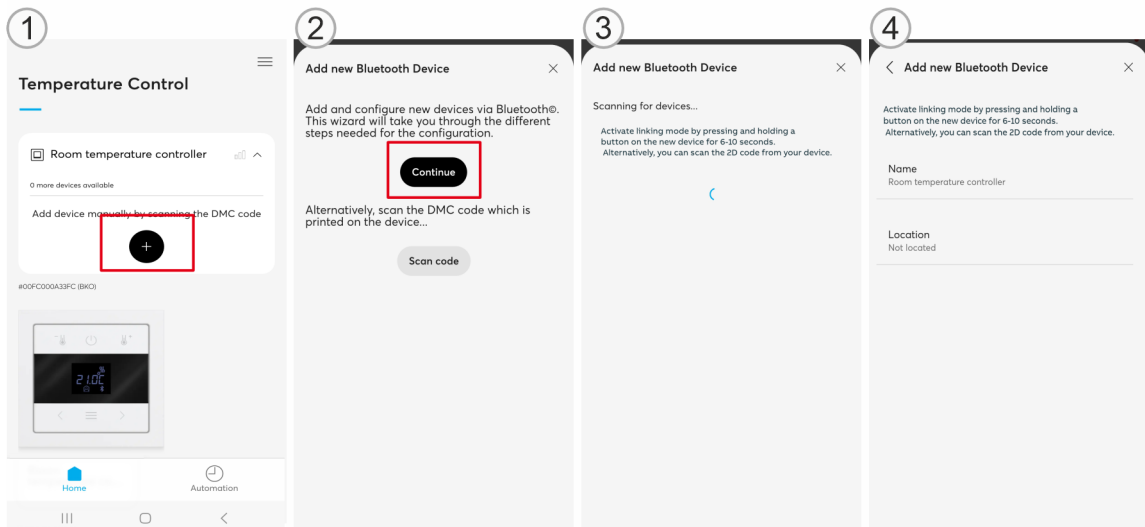 1
Temperature Control
Room temperature controller
0 more devices available
Add device manually by scanning the DMC code
+
#00FC000A33FC (BKO)
21.0°C
Home
Automation
2
Add new Bluetooth Device
Add and configure new devices via Bluetooth©.
This wizard will take you through the different
steps needed for the configuration.
Continue
Alternatively, scan the DMC code which is
printed on the device...
Scan code
3
Add new Bluetooth Device
Scanning for devices...
Activate linking mode by pressing and holding a
button on the new device for 6-10 seconds.
Alternatively, you can scan the 2D code from your device.
4
Add new Bluetooth Device
Activate linking mode by pressing and holding a
button on the new device for 6-10 seconds.
Alternatively, you can scan the 2D code from your device.
Name
Room temperature controller
Location
Not located